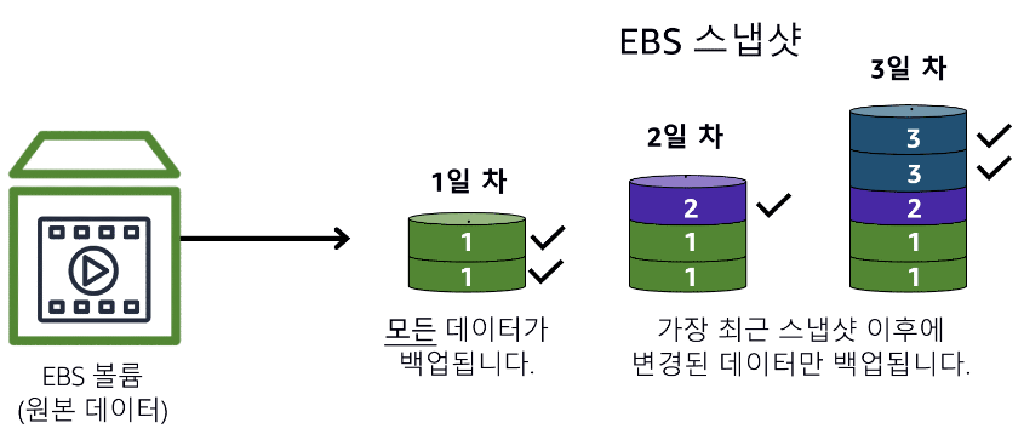 EBS 스냅샷
1일 차
2일 차
3일 차
1
1
2
1
1
3
3
2
1
1
EBS 볼륨
(원본 데이터)
모든 데이터가
백업됩니다.
가장 최근 스냅샷 이후에
변경된 데이터만 백업됩니다.